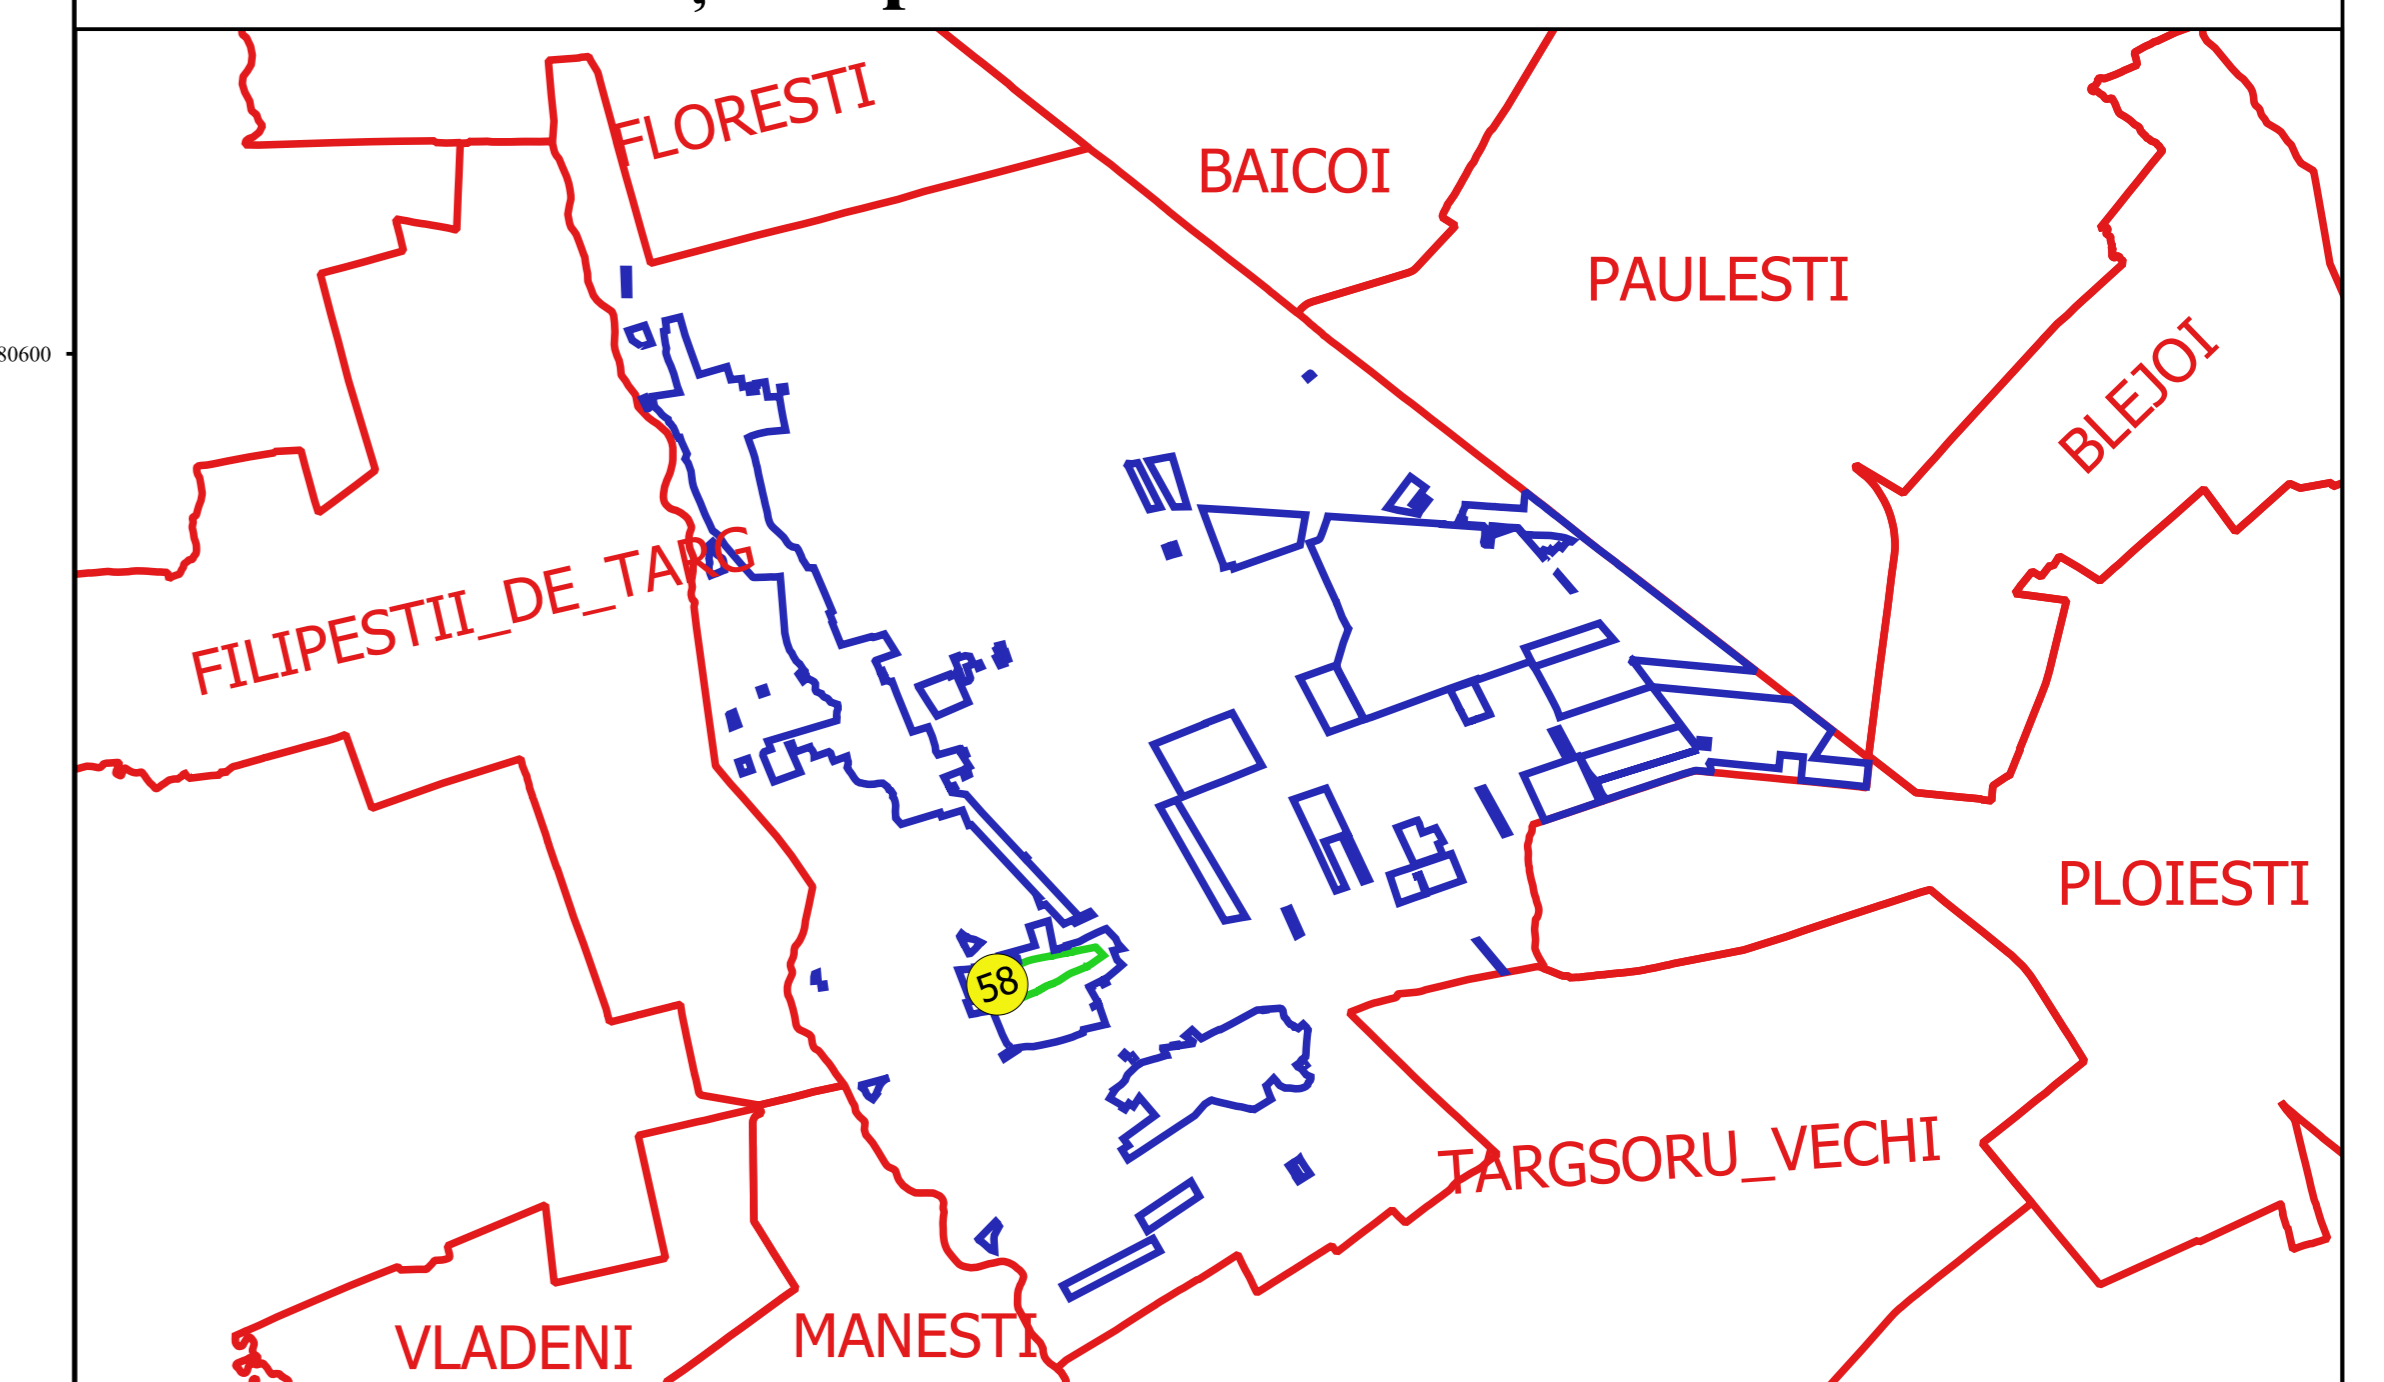 FLORESTI
BAICOI
PAULESTI
BLEJOI
80600
FILIPESTII_DE_TARG
PLOIESTI
58
TARGSORU_VECHI
VLADENI
MANESTI